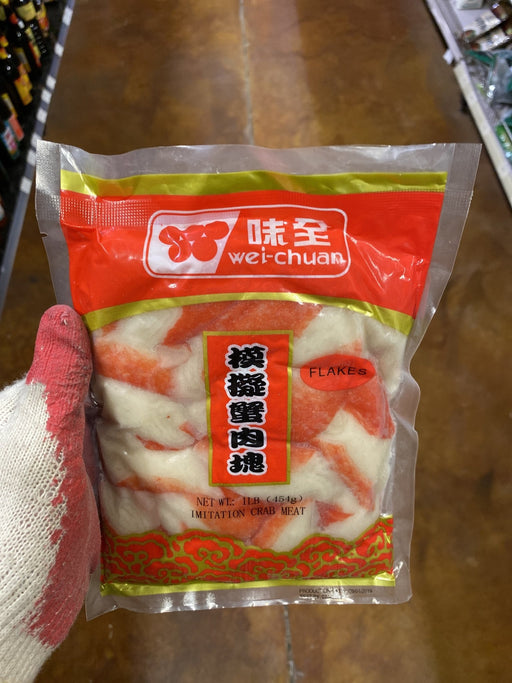 味全
wei-chuan
模擬蟹肉塊
FLAKES
NET WT.: 1LB (454g)
IMITATION CRAB MEAT